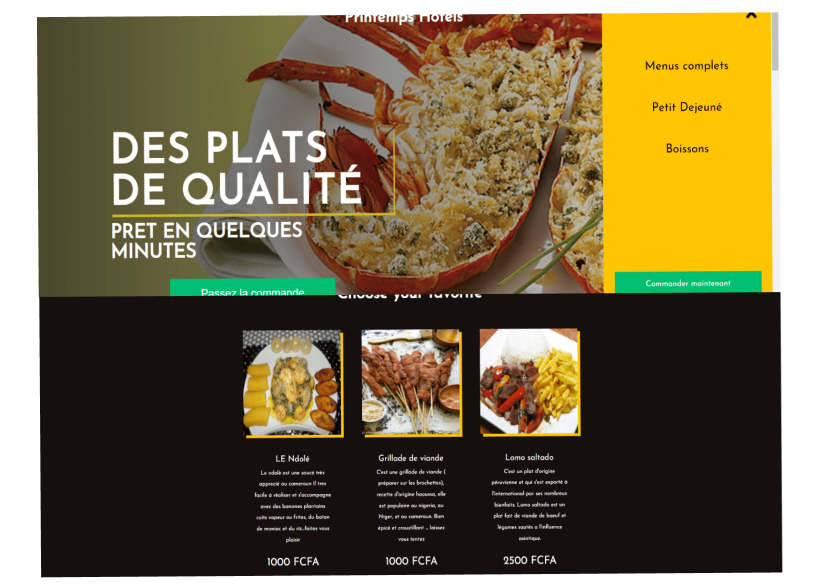 Printemps Hotels
Menus complets
Petit Dejeuné
Boissons
DES PLATS
DE QUALITÉ
PRET EN QUELQUES
MINUTES
Passez la commande
Commander maintenant
Choose your favorite
LE Ndolé
Le ndolé est une souce très
apprecié au cameroun Il tres
facile à réaliser et s'accompagne
avec des bananes plantains
cuits vapeur ou frites, du baton
de manioc et du riz..faites vous
plaisir
1000 FCFA
Grillade de viande
C'est une grillade de viande (
préparer sur les brochettes),
recette d'origine haoussa, elle
est populaire au nigeria, au
Niger, et au cameroun. Bien
épicé et croustillant .. laissez
vous tentez
1000 FCFA
Lomo saltado
C'est un plat d'origine
péruvienne et qui s'est exporté à
l'international par ses nombreux
bienfaits. Lomo saltado est un
plat fait de viande de boeuf et
légumes sautés a l'influence
asiatique.
2500 FCFA